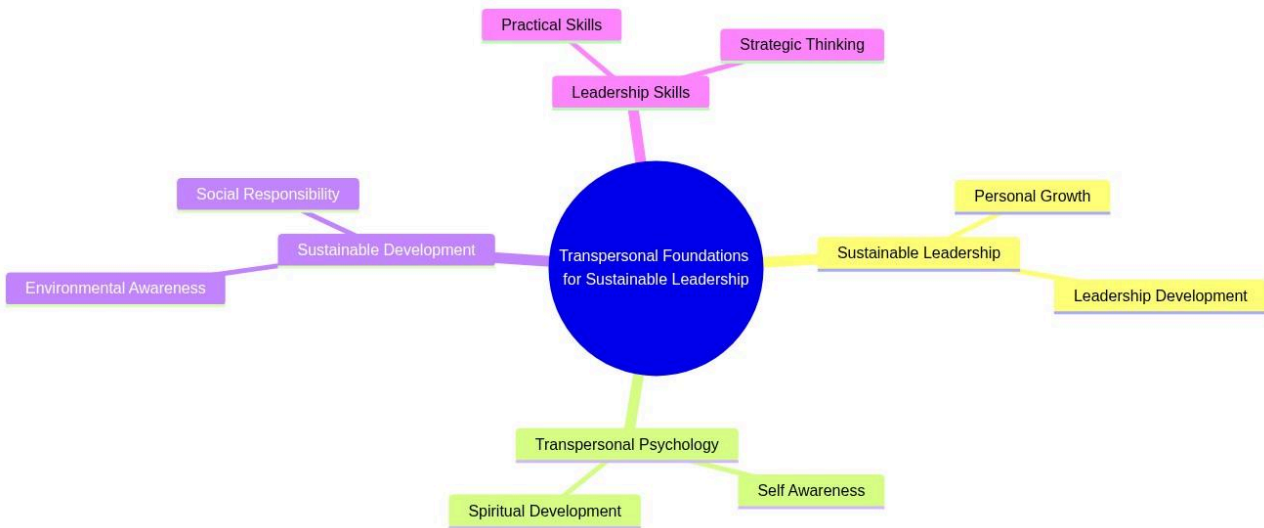 Practical Skills
Strategic Thinking
Leadership Skills
Social Responsibility
Personal Growth
Sustainable Development
Transpersonal Foundations
for Sustainable Leadership
Sustainable Leadership
Environmental Awareness
Leadership Development
Transpersonal Psychology
Self Awareness
Spiritual Development